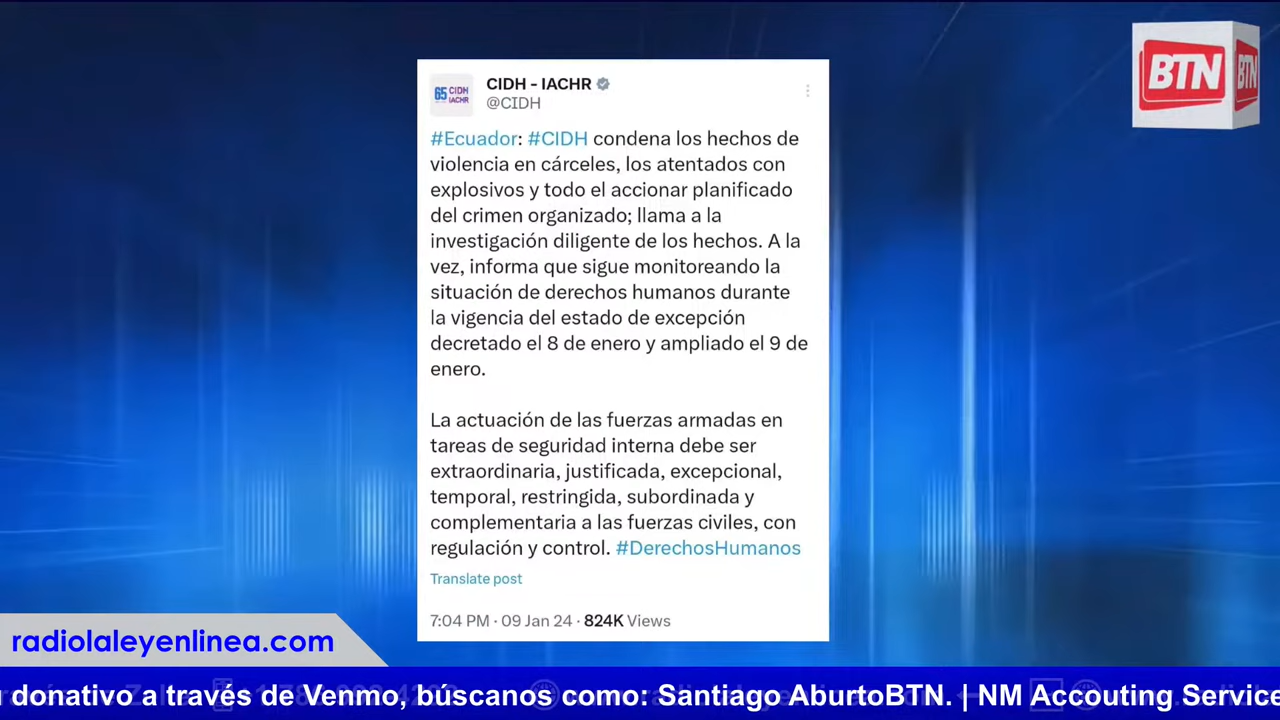 BTN
BTN
65 CIDH
IACHR
CIDH - IACHR
@CIDH
#Ecuador: #CIDH condena los hechos de
violencia en cárceles, los atentados con
explosivos y todo el accionar planificado
del crimen organizado; llama a la
investigación diligente de los hechos. A la
vez, informa que sigue monitoreando la
situación de derechos humanos durante
la vigencia del estado de excepción
decretado el 8 de enero y ampliado el 9 de
enero.
La actuación de las fuerzas armadas en
tareas de seguridad interna debe ser
extraordinaria, justificada, excepcional,
temporal, restringida, subordinada y
complementaria a las fuerzas civiles, con
regulación y control. #DerechosHumanos
Translate post
7:04 PM · 09 Jan 24 · 824K Views
radiolaleyenlinea.com
donativo a través de Venmo, búscanos como: Santiago AburtoBTN. | NM Accouting Service